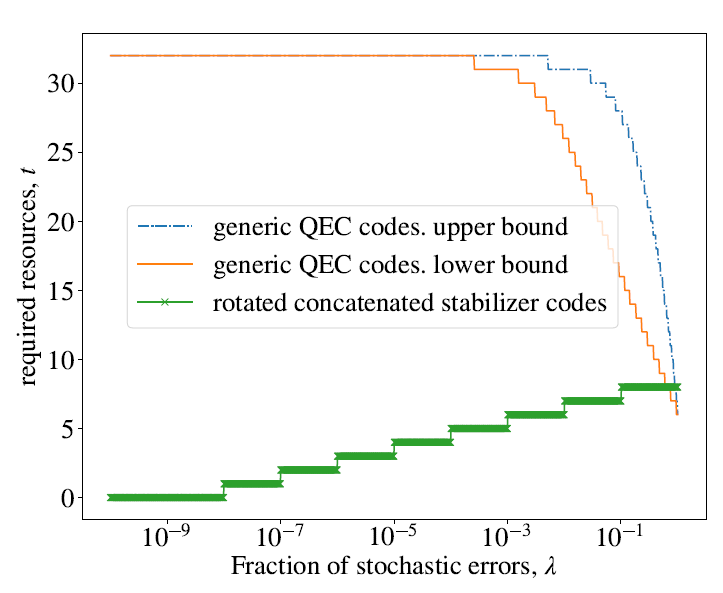 30
25
20
15
10
5
0
required resources, t
generic QEC codes. upper bound
generic QEC codes. lower bound
rotated concatenated stabilizer codes
10⁻⁹ 10⁻⁷ 10⁻⁵ 10⁻³ 10⁻¹
Fraction of stochastic errors, λ